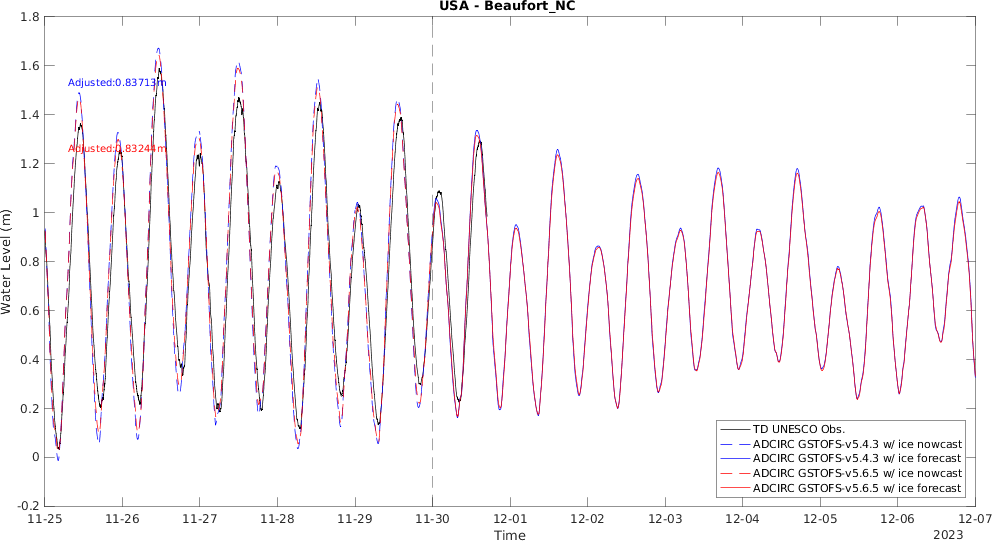 USA - Beaufort_NC
1.8
1.6
1.4
1.2
1
0.8
0.6
0.4
0.2
0
-0.2
Water Level (m)
Adjusted:0.83713m
Adjusted:0.83244m
TD UNESCO Obs.
ADCIRC GSTOFS-v5.4.3 w/ ice nowcast
ADCIRC GSTOFS-v5.4.3 w/ ice forecast
ADCIRC GSTOFS-v5.6.5 w/ ice nowcast
ADCIRC GSTOFS-v5.6.5 w/ ice forecast
11-25 11-26 11-27 11-28 11-29 11-30 12-01 12-02 12-03 12-04 12-05 12-06 12-07
Time
2023